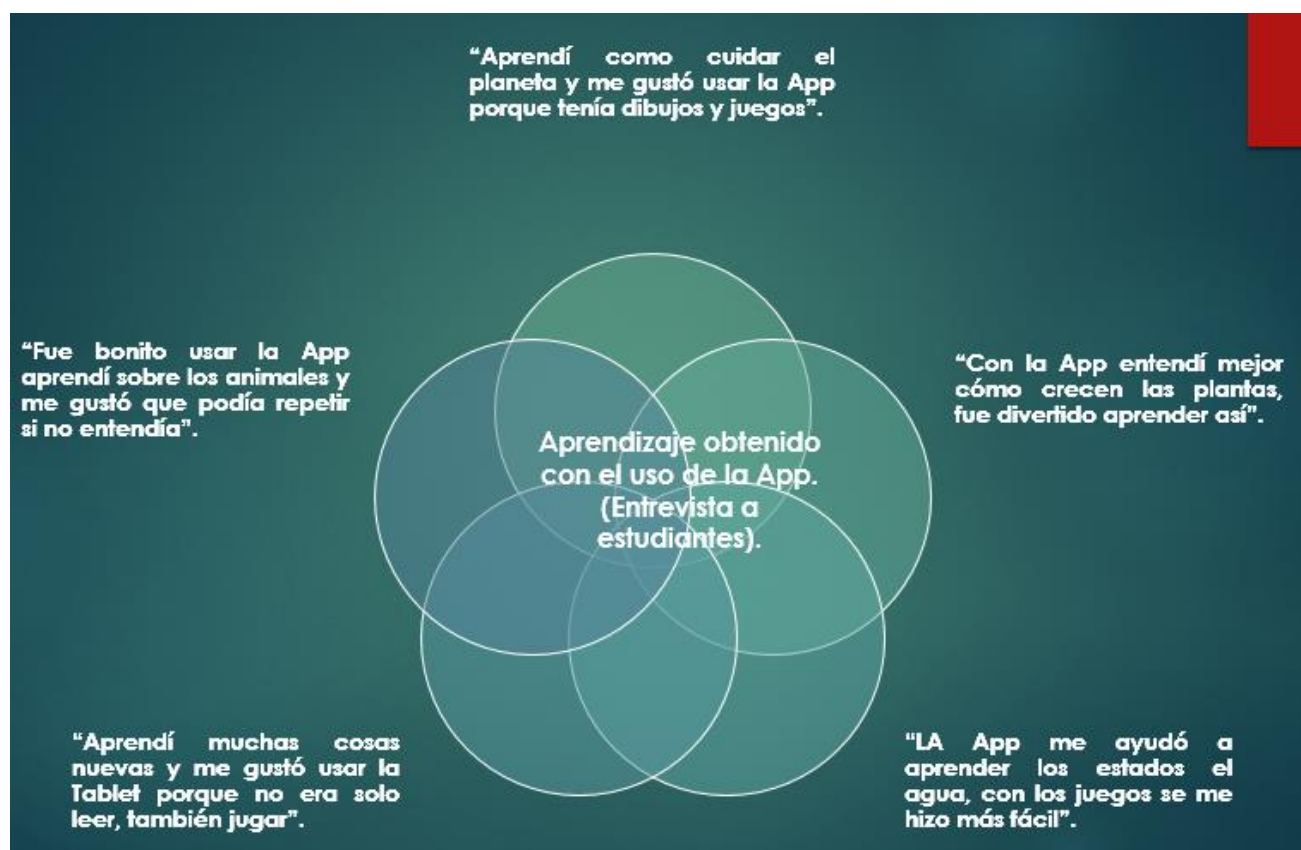 “Aprendí como cuidar el
planeta y me gustó usar la App
porque tenía dibujos y juegos”.
“Fue bonito usar la App
aprendí sobre los animales y
me gustó que podía repetir
si no entendía”.
“Con la App entendí mejor
cómo crecen las plantas,
fue divertido aprender así”.
Aprendizaje obtenido
con el uso de la App.
(Entrevista a
estudiantes).
“Aprendí muchas cosas
nuevas y me gustó usar la
Tablet porque no era solo
leer, también jugar”.
“LA App me ayudó a
aprender los estados el
agua, con los juegos se me
hizo más fácil”.